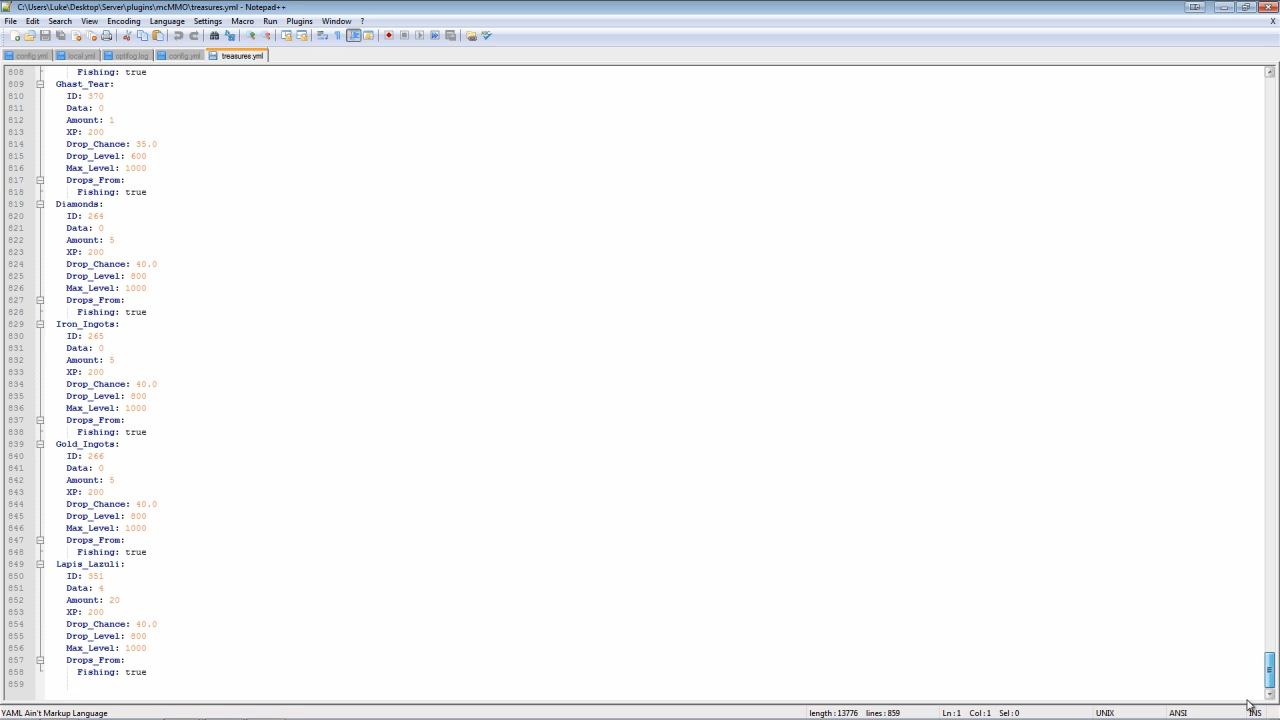 C:\Users\Luke\Desktop\Server\plugins\mcMMO\treasures.yml - Notepad++
File Edit Search View Encoding Language Settings Macro Run Plugins Window ? X
config.yml local.yml optifog.log config.yml treasures.yml
808 Fishing: true
809 Ghast_Tear:
810 ID: 370
811 Data: 0
812 Amount: 1
813 XP: 200
814 Drop_Chance: 35.0
815 Drop_Level: 600
816 Max_Level: 1000
817 Drops_From:
818 Fishing: true
819 Diamonds:
820 ID: 264
821 Data: 0
822 Amount: 5
823 XP: 200
824 Drop_Chance: 40.0
825 Drop_Level: 800
826 Max_Level: 1000
827 Drops_From:
828 Fishing: true
829 Iron_Ingots:
830 ID: 265
831 Data: 0
832 Amount: 5
833 XP: 200
834 Drop_Chance: 40.0
835 Drop_Level: 800
836 Max_Level: 1000
837 Drops_From:
838 Fishing: true
839 Gold_Ingots:
840 ID: 266
841 Data: 0
842 Amount: 5
843 XP: 200
844 Drop_Chance: 40.0
845 Drop_Level: 800
846 Max_Level: 1000
847 Drops_From:
848 Fishing: true
849 Lapis_Lazuli:
850 ID: 351
851 Data: 4
852 Amount: 20
853 XP: 200
854 Drop_Chance: 40.0
855 Drop_Level: 800
856 Max_Level: 1000
857 Drops_From:
858 Fishing: true
859
YAML Ain't Markup Language length: 13776 lines: 859 Ln: 1 Col: 1 Sel: 0 UNIX ANSI INS